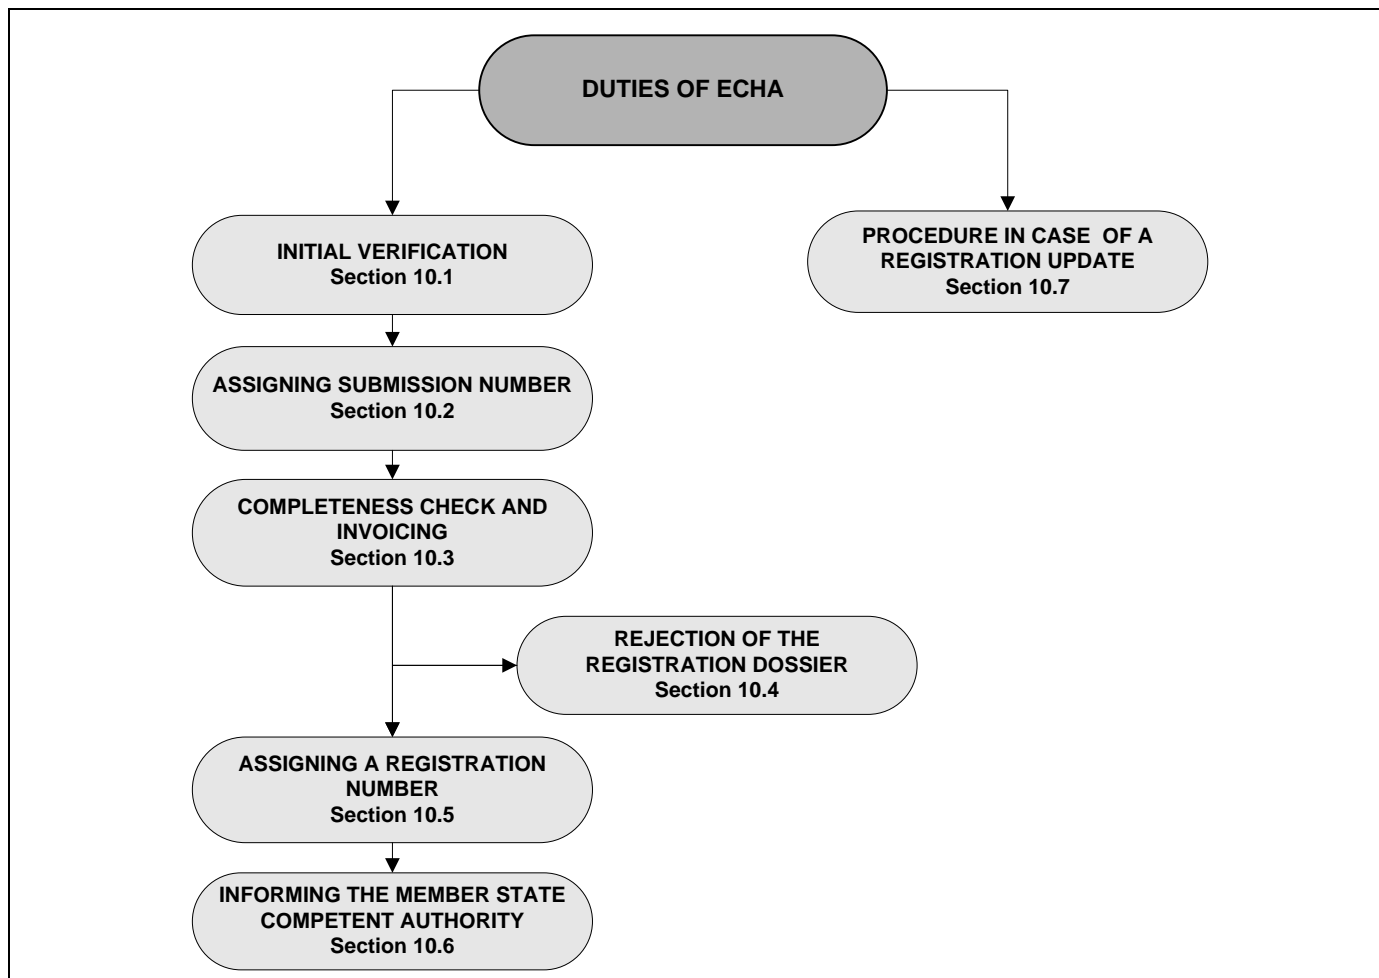 DUTIES OF ECHA
INITIAL VERIFICATION
Section 10.1
PROCEDURE IN CASE OF A
REGISTRATION UPDATE
Section 10.7
ASSIGNING SUBMISSION NUMBER
Section 10.2
COMPLETENESS CHECK AND
INVOICING
Section 10.3
REJECTION OF THE
REGISTRATION DOSSIER
Section 10.4
ASSIGNING A REGISTRATION
NUMBER
Section 10.5
INFORMING THE MEMBER STATE
COMPETENT AUTHORITY
Section 10.6